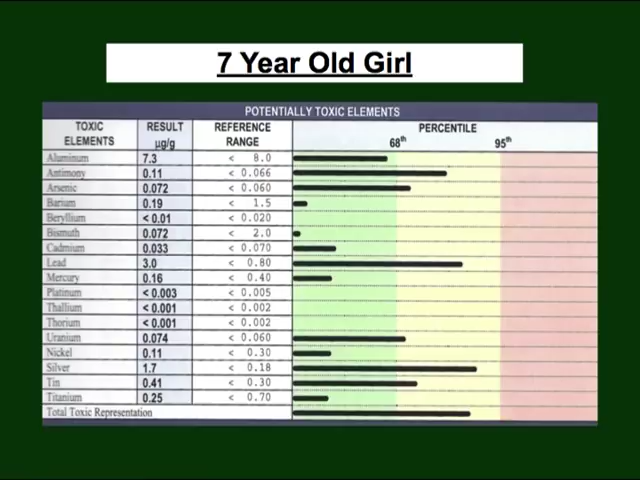 7 Year Old Girl
POTENTIALLY TOXIC ELEMENTS
TOXIC ELEMENTS RESULT µg/g REFERENCE RANGE PERCENTILE 68th 95th
Aluminum 7.3 < 8.0
Antimony 0.11 < 0.066
Arsenic 0.072 < 0.060
Barium 0.19 < 1.5
Beryllium < 0.01 < 0.020
Bismuth 0.072 < 2.0
Cadmium 0.033 < 0.070
Lead 3.0 < 0.80
Mercury 0.16 < 0.40
Platinum < 0.003 < 0.005
Thallium < 0.001 < 0.002
Thorium < 0.001 < 0.002
Uranium 0.074 < 0.060
Nickel 0.11 < 0.30
Silver 1.7 < 0.18
Tin 0.41 < 0.30
Titanium 0.25 < 0.70
Total Toxic Representation